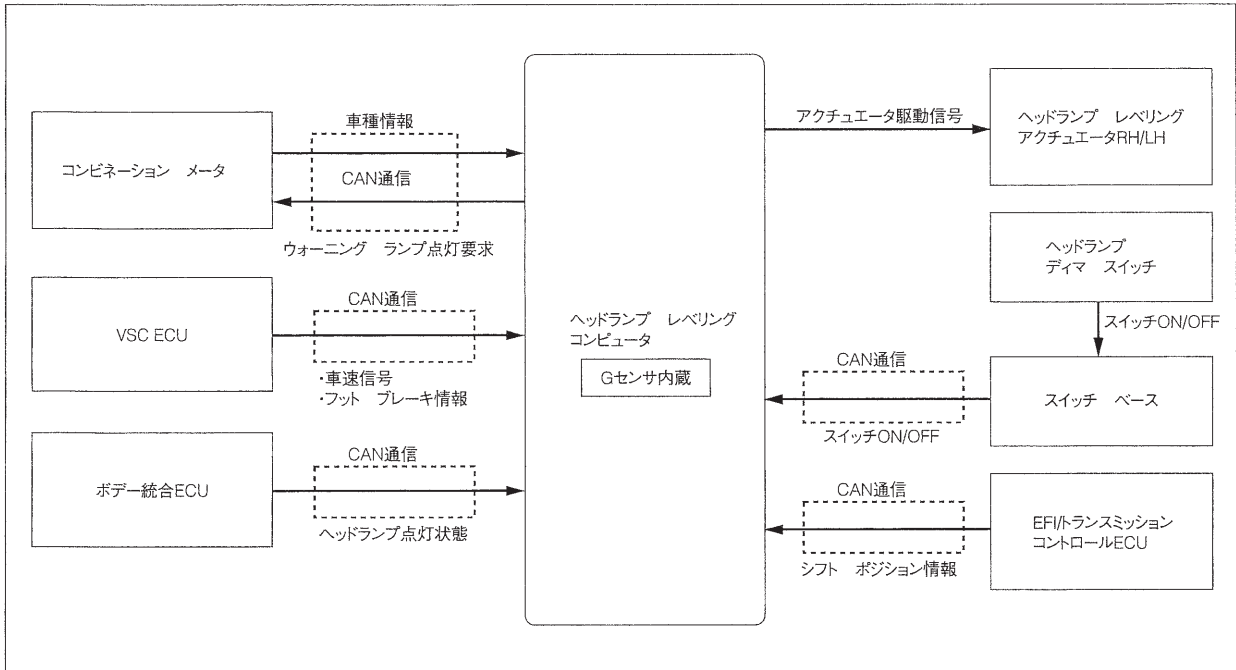 車種情報
コンビネーション メータ
CAN通信
ウォーニング ランプ点灯要求
CAN通信
VSC ECU
・車速信号
・フット ブレーキ情報
CAN通信
ボデー統合ECU
ヘッドランプ点灯状態
ヘッドランプ レベリング
コンピュータ
Gセンサ内蔵
アクチュエータ駆動信号
ヘッドランプ レベリング
アクチュエータRH/LH
ヘッドランプ
ディマ スイッチ
スイッチON/OFF
CAN通信
スイッチ ベース
スイッチON/OFF
CAN通信
EFI/トランスミッション
コントロールECU
シフト ポジション情報